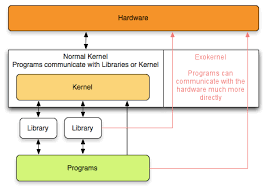 Hardware
Normal Kernel
Programs communicate with Libraries or Kernel
Kernel
Exokernel
Programs can
communicate with the
hardware much more
directly
Library
Library
Programs